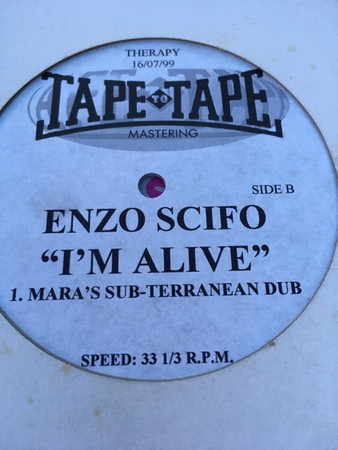 THERAPY
16/07/99
TAPE TO TAPE
MASTERING
SIDE B
ENZO SCIFO
"I'M ALIVE"
1. MARA'S SUB-TERRANEAN DUB
SPEED: 33 1/3 R.P.M.